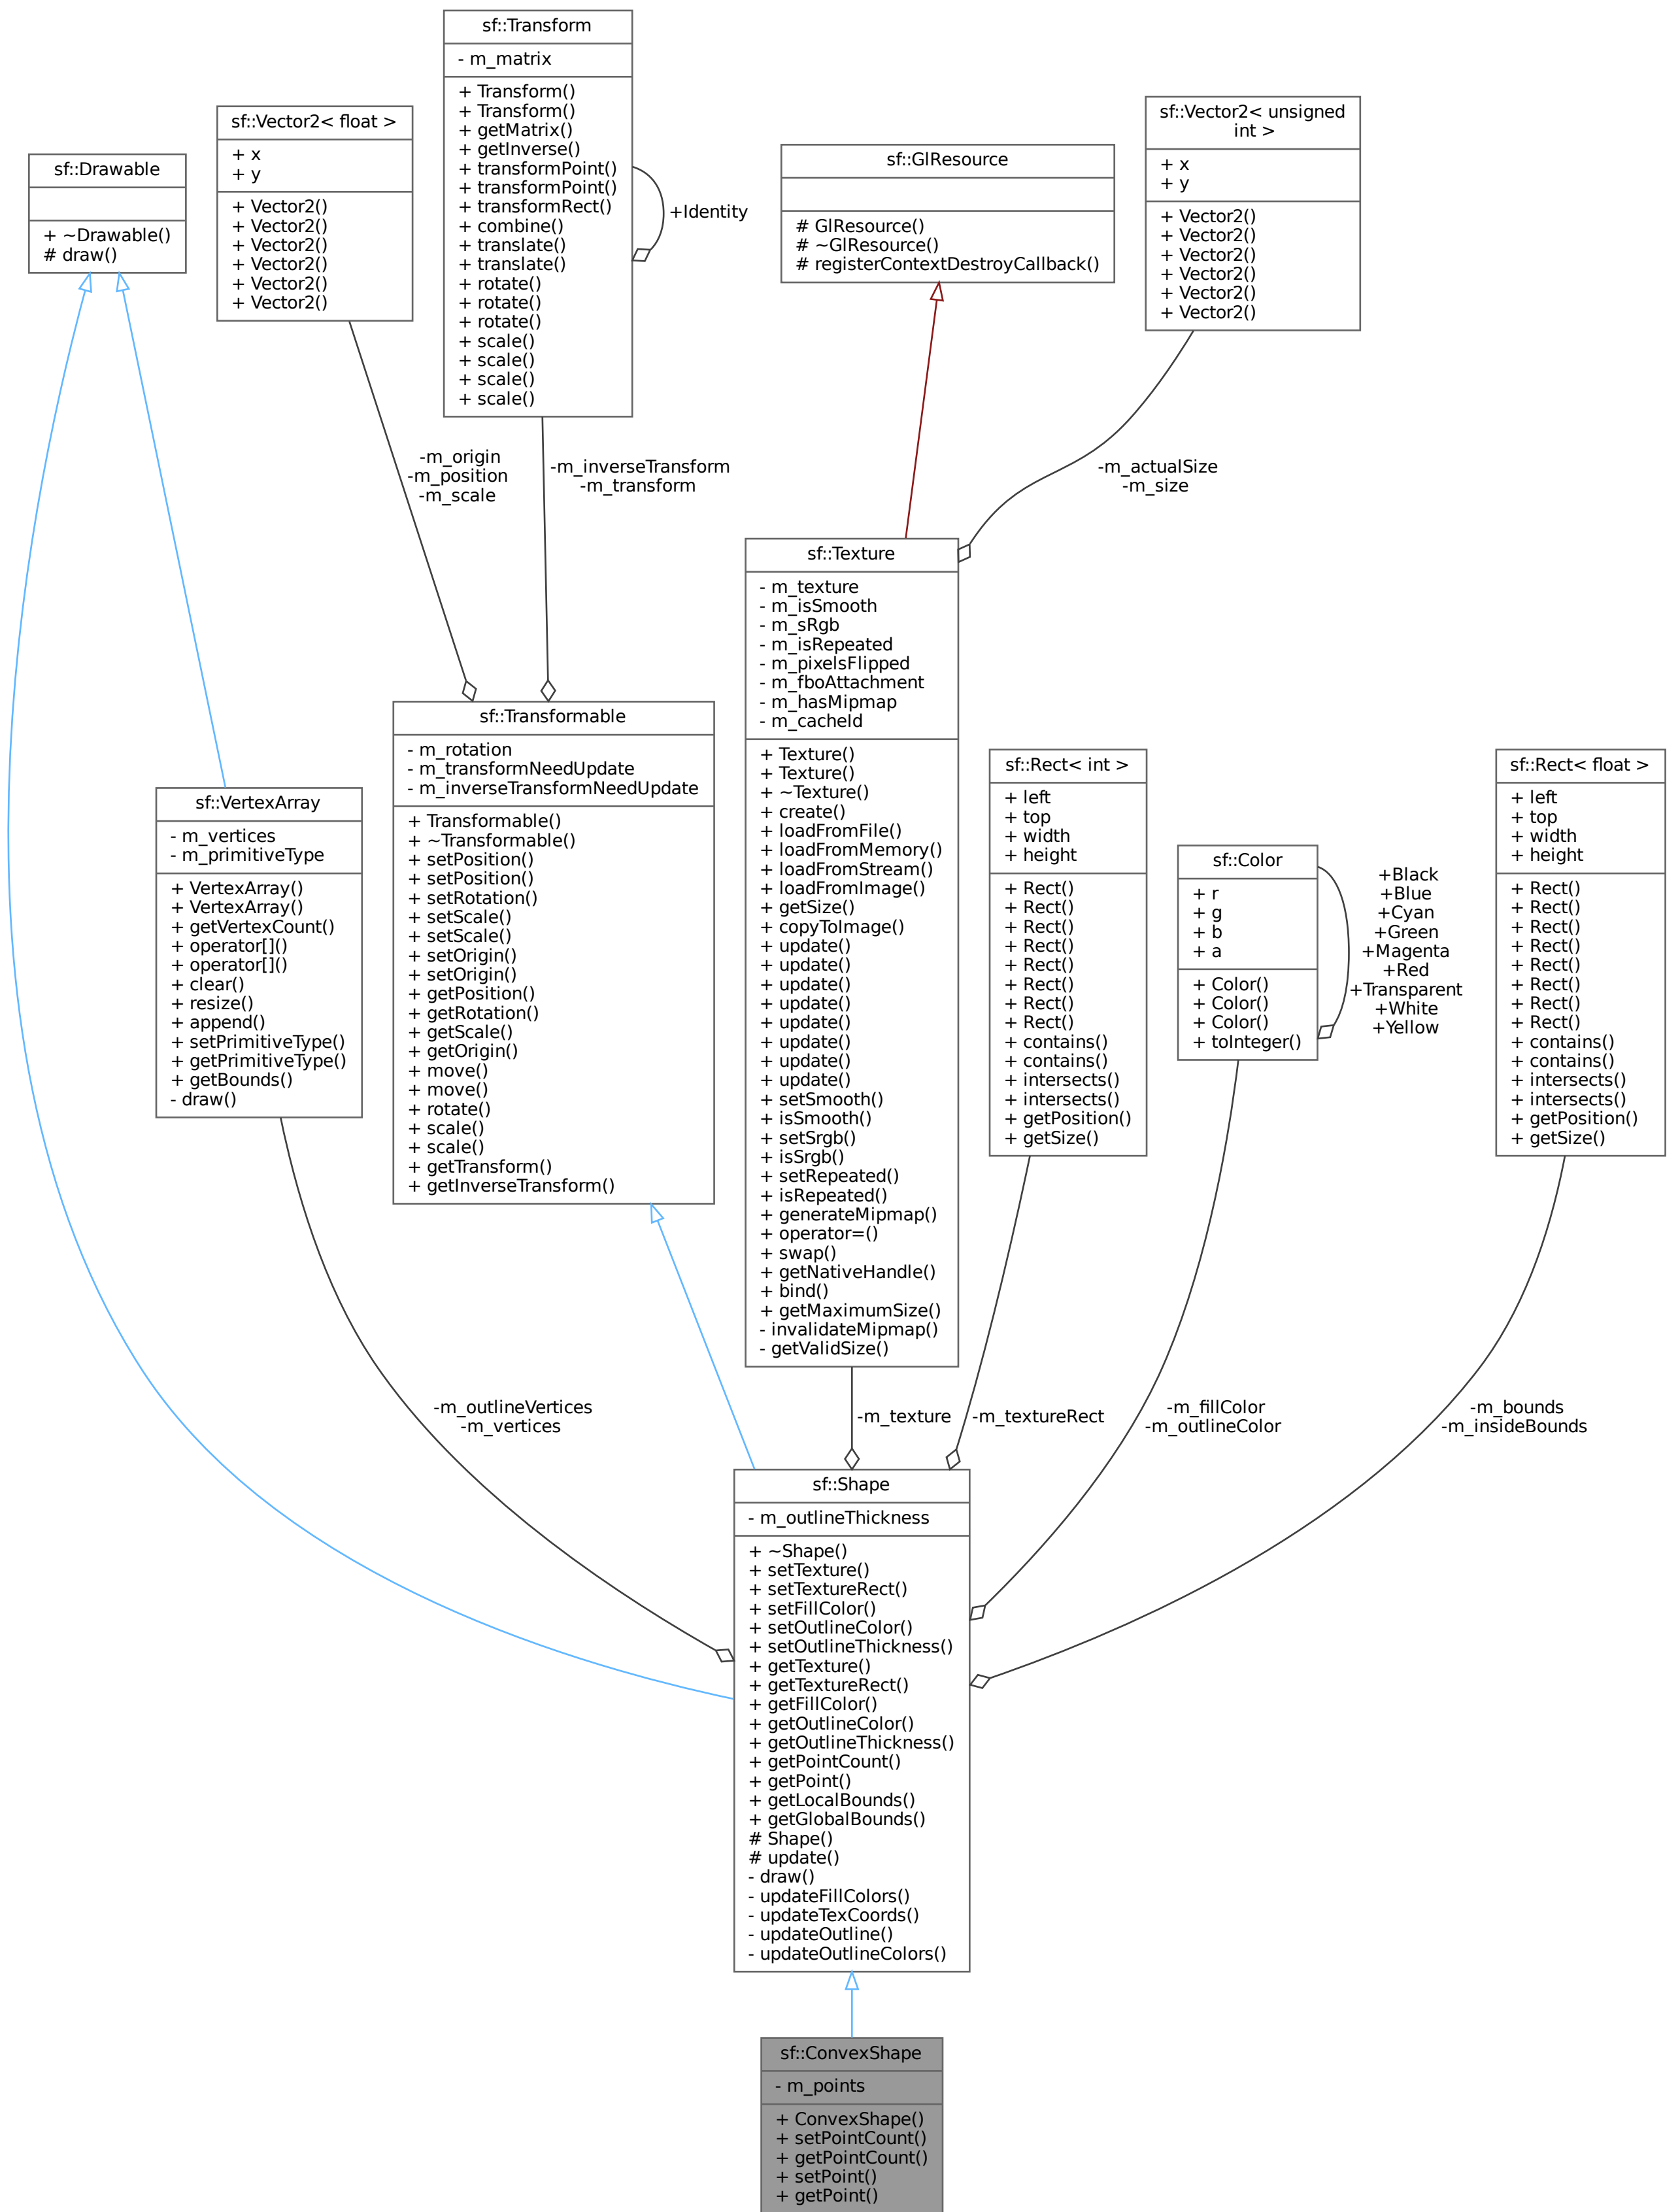 sf::Transform
- m_matrix
+ Transform()
+ Transform()
+ getMatrix()
+ getInverse()
+ transformPoint()
+ transformPoint()
+ transformRect()
+ combine()
+ translate()
+ translate()
+ rotate()
+ rotate()
+ rotate()
+ scale()
+ scale()
+ scale()
+ scale()
+Identity
sf::Vector2< float >
+ x
+ y
+ Vector2()
+ Vector2()
+ Vector2()
+ Vector2()
+ Vector2()
+ Vector2()
sf::Vector2< unsigned
int >
+ x
+ y
+ Vector2()
+ Vector2()
+ Vector2()
+ Vector2()
+ Vector2()
+ Vector2()
sf::Drawable
+ ~Drawable()
# draw()
sf::GlResource
# GlResource()
# ~GlResource()
# registerContextDestroyCallback()
-m_origin
-m_position
-m_scale
-m_inverseTransform
-m_transform
-m_actualSize
-m_size
sf::Texture
- m_texture
- m_isSmooth
- m_sRgb
- m_isRepeated
- m_pixelsFlipped
- m_fboAttachment
- m_hasMipmap
- m_cacheId
+ Texture()
+ Texture()
+ ~Texture()
+ create()
+ loadFromFile()
+ loadFromMemory()
+ loadFromStream()
+ loadFromImage()
+ getSize()
+ copyToImage()
+ update()
+ update()
+ update()
+ update()
+ update()
+ update()
+ update()
+ update()
+ setSmooth()
+ isSmooth()
+ setSrgb()
+ isSrgb()
+ setRepeated()
+ isRepeated()
+ generateMipmap()
+ operator=()
+ swap()
+ getNativeHandle()
+ bind()
+ getMaximumSize()
- invalidateMipmap()
- getValidSize()
sf::Transformable
- m_rotation
- m_transformNeedUpdate
- m_inverseTransformNeedUpdate
+ Transformable()
+ ~Transformable()
+ setPosition()
+ setPosition()
+ setRotation()
+ setScale()
+ setScale()
+ setOrigin()
+ setOrigin()
+ getPosition()
+ getRotation()
+ getScale()
+ getOrigin()
+ move()
+ move()
+ rotate()
+ scale()
+ scale()
+ getTransform()
+ getInverseTransform()
sf::VertexArray
- m_vertices
- m_primitiveType
+ VertexArray()
+ VertexArray()
+ getVertexCount()
+ operator[]()
+ operator[]()
+ clear()
+ resize()
+ append()
+ setPrimitiveType()
+ getPrimitiveType()
+ getBounds()
- draw()
sf::Rect< int >
+ left
+ top
+ width
+ height
+ Rect()
+ Rect()
+ Rect()
+ Rect()
+ Rect()
+ Rect()
+ Rect()
+ Rect()
+ contains()
+ contains()
+ intersects()
+ intersects()
+ getPosition()
+ getSize()
sf::Color
+ r
+ g
+ b
+ a
+ Color()
+ Color()
+ Color()
+ toInteger()
+Black
+Blue
+Cyan
+Green
+Magenta
+Red
+Transparent
+White
+Yellow
sf::Rect< float >
+ left
+ top
+ width
+ height
+ Rect()
+ Rect()
+ Rect()
+ Rect()
+ Rect()
+ Rect()
+ Rect()
+ Rect()
+ contains()
+ contains()
+ intersects()
+ intersects()
+ getPosition()
+ getSize()
-m_outlineVertices
-m_vertices
-m_texture
-m_textureRect
-m_fillColor
-m_outlineColor
-m_bounds
-m_insideBounds
sf::Shape
- m_outlineThickness
+ ~Shape()
+ setTexture()
+ setTextureRect()
+ setFillColor()
+ setOutlineColor()
+ setOutlineThickness()
+ getTexture()
+ getTextureRect()
+ getFillColor()
+ getOutlineColor()
+ getOutlineThickness()
+ getPointCount()
+ getPoint()
+ getLocalBounds()
+ getGlobalBounds()
# Shape()
# update()
- draw()
- updateFillColors()
- updateTexCoords()
- updateOutline()
- updateOutlineColors()
sf::ConvexShape
- m_points
+ ConvexShape()
+ setPointCount()
+ getPointCount()
+ setPoint()
+ getPoint()